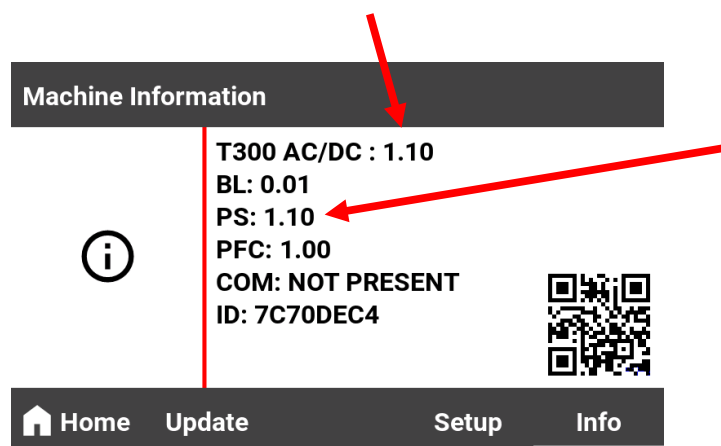 Machine Information
T300 AC/DC : 1.10
BL: 0.01
PS: 1.10
PFC: 1.00
COM: NOT PRESENT
ID: 7C70DEC4
Home Update Setup Info